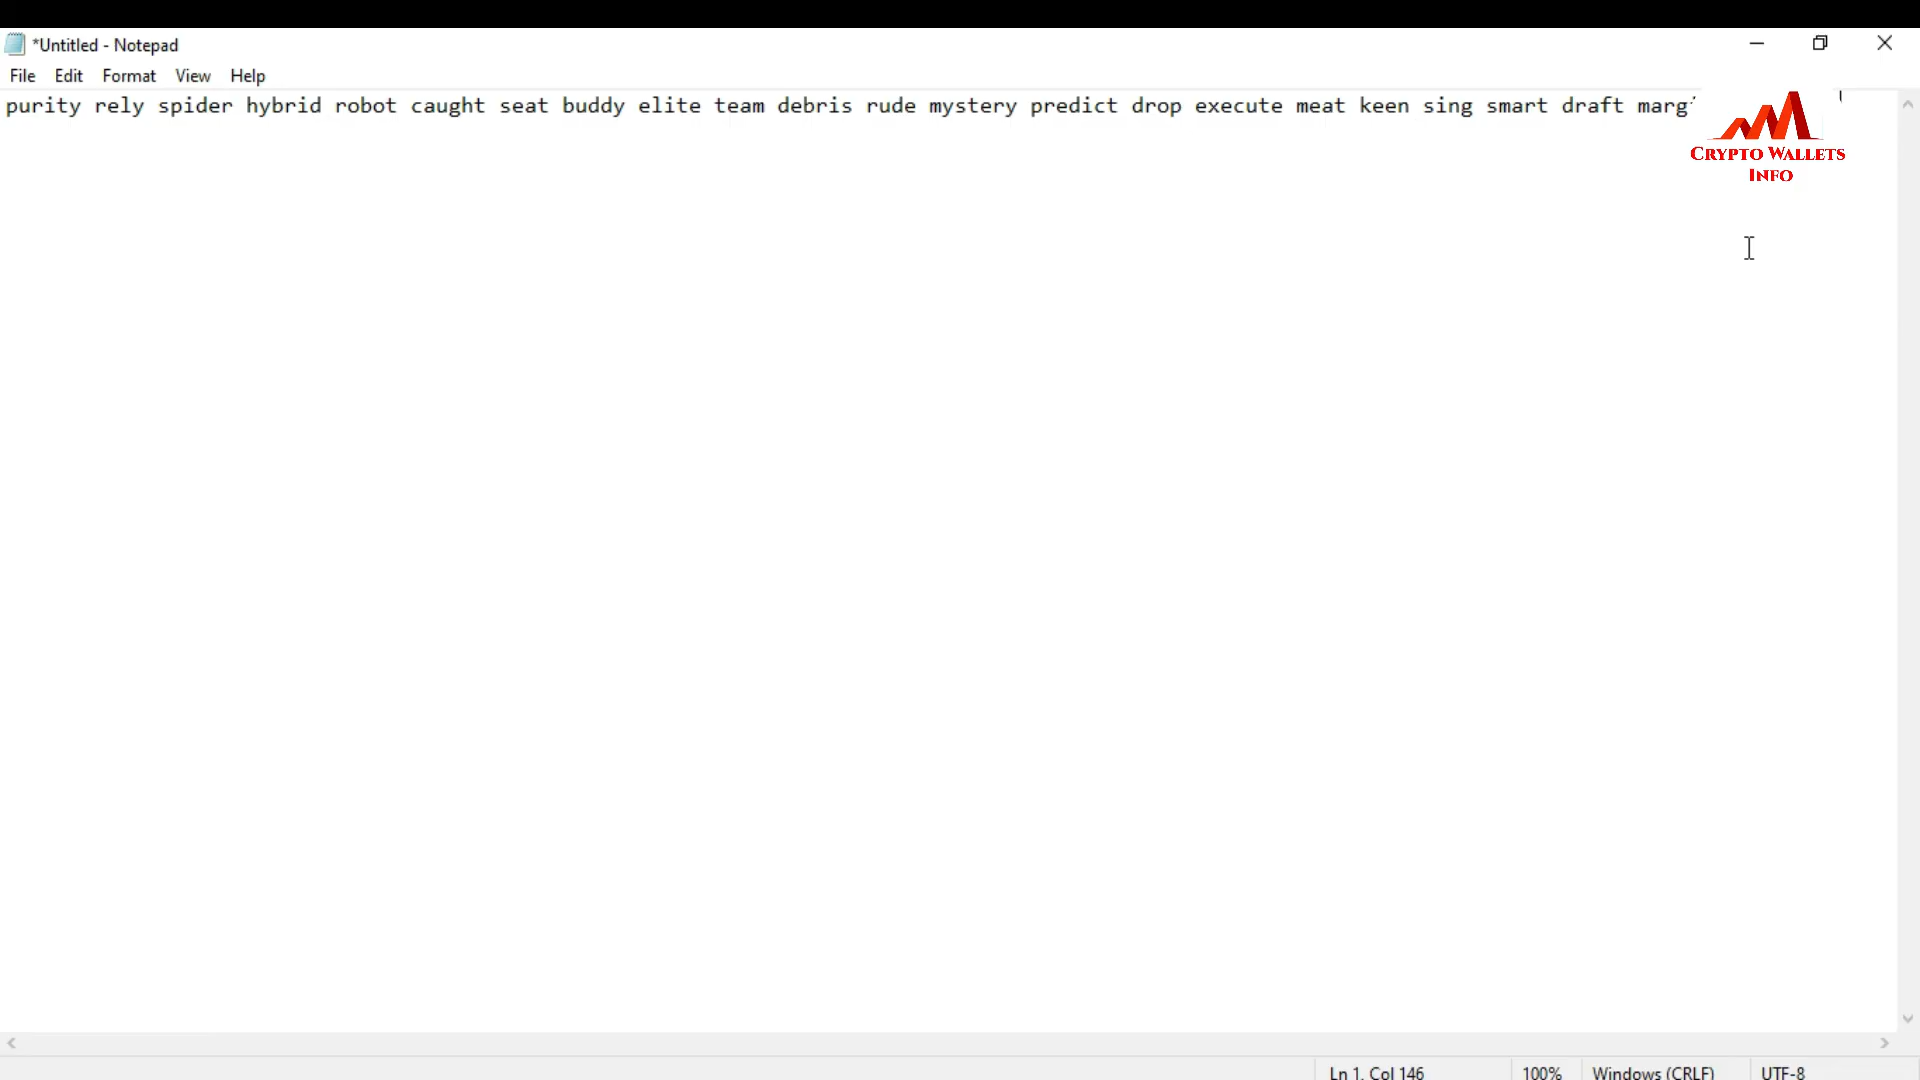 *Untitled - Notepad
File Edit Format View Help
purity rely spider hybrid robot caught seat buddy elite team debris rude mystery predict drop execute meat keen sing smart draft
CRYPTO WALLETS
INFO
Ln 1, Col 146 100% Windows (CRLF) UTF-8